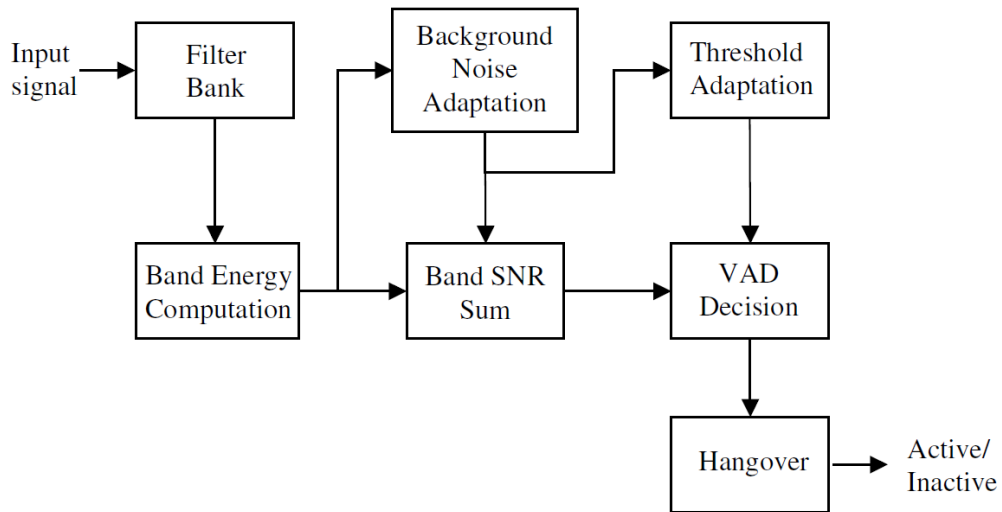 Input
signal
Filter
Bank
Background
Noise
Adaptation
Threshold
Adaptation
Band Energy
Computation
Band SNR
Sum
VAD
Decision
Hangover
Active/
Inactive